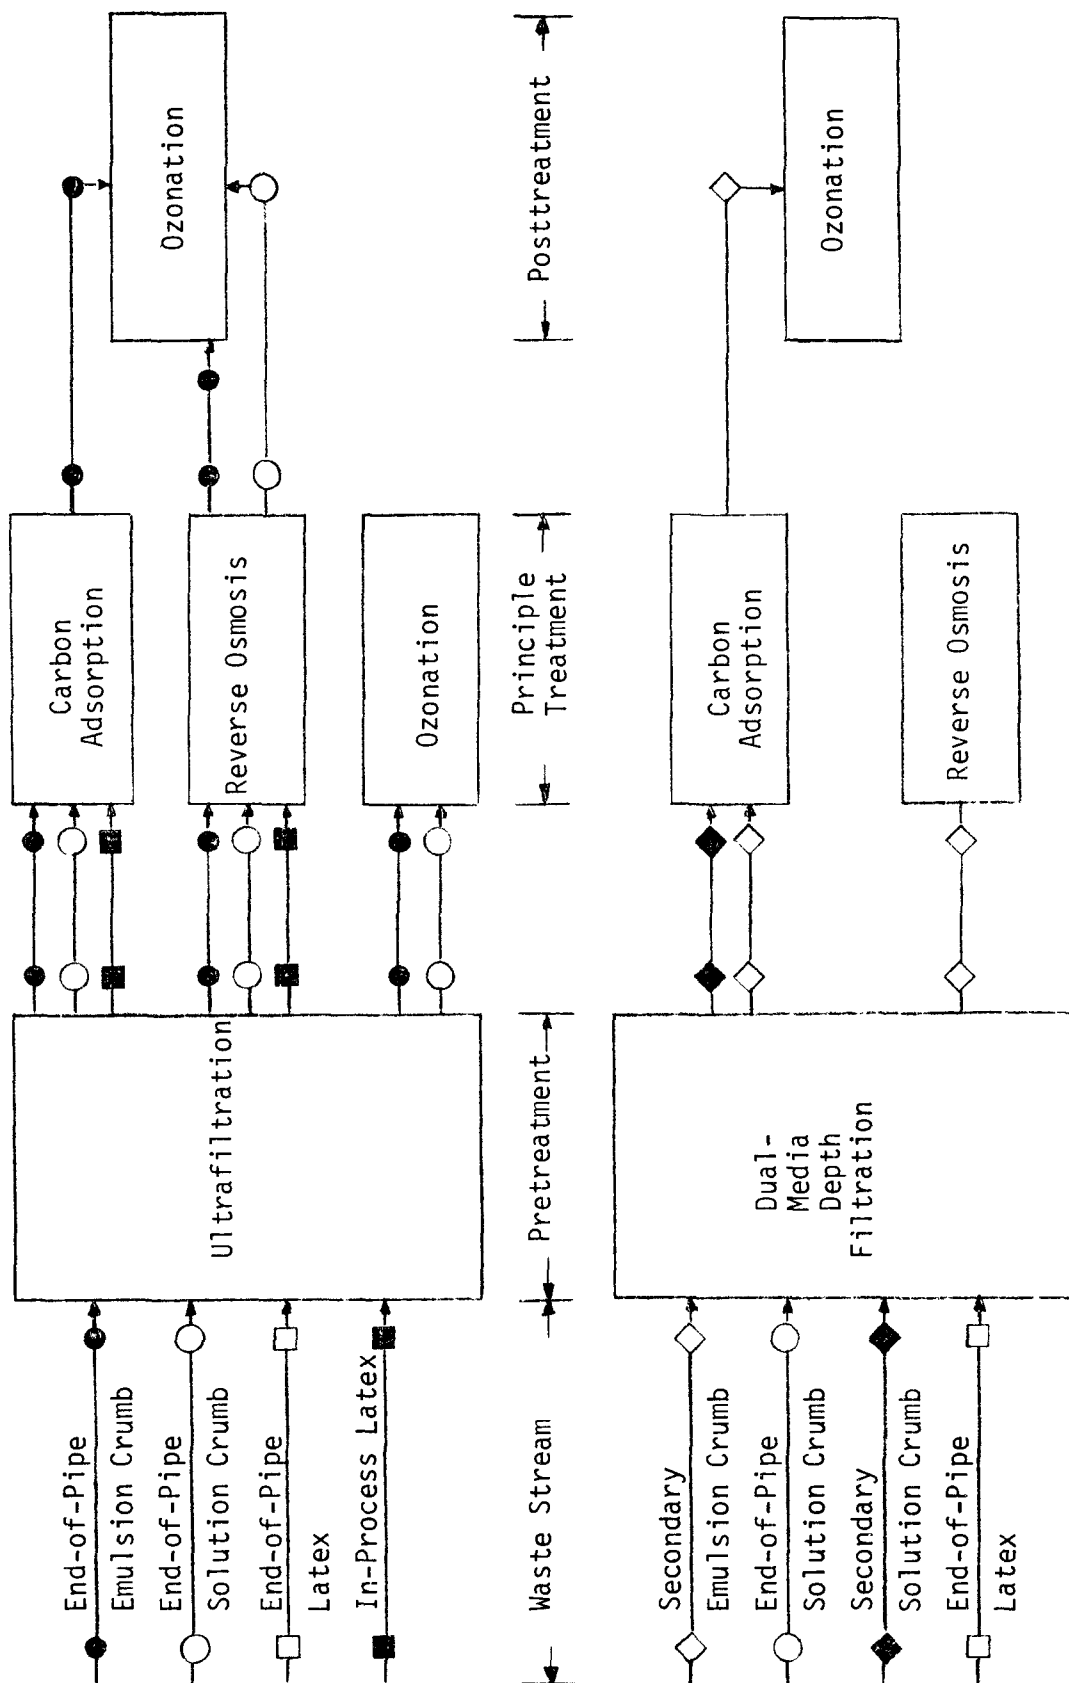 End-of-Pipe
Emulsion Crumb
End-of-Pipe
Solution Crumb
End-of-Pipe
Latex
In-Process Latex
Ultrafiltration
Carbon
Adsorption
Reverse Osmosis
Ozonation
Ozonation
Waste Stream
Pretreatment
Principle
Treatment
Posttreatment
Secondary
Emulsion Crumb
End-of-Pipe
Solution Crumb
Secondary
Solution Crumb
End-of-Pipe
Latex
Dual-
Media
Depth
Filtration
Carbon
Adsorption
Reverse Osmosis
Ozonation